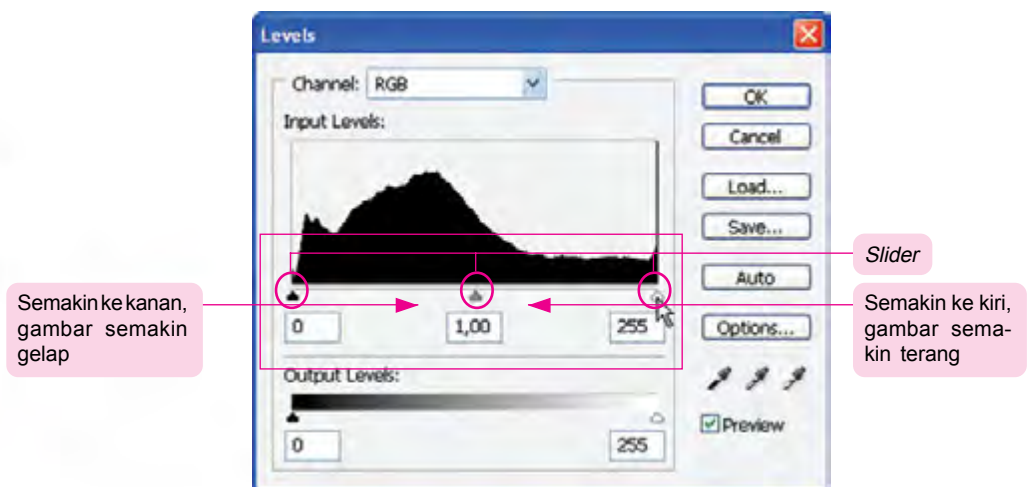 Levels
Channel: RGB
Input Levels:
0 1,00 255
Output Levels:
0 255
OK
Cancel
Load...
Save...
Auto
Options...
Preview
Slider
Semakin ke kanan,
gambar semakin
gelap
Semakin ke kiri,
gambar sema-
kin terang